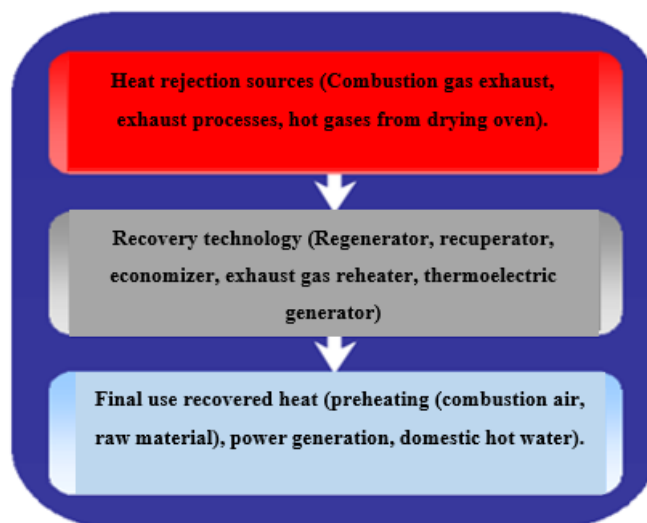 Heat rejection sources (Combustion gas exhaust,
exhaust processes, hot gases from drying oven).
Recovery technology (Regenerator, recuperator,
economizer, exhaust gas reheater, thermoelectric
generator)
Final use recovered heat (preheating (combustion air,
raw material), power generation, domestic hot water).